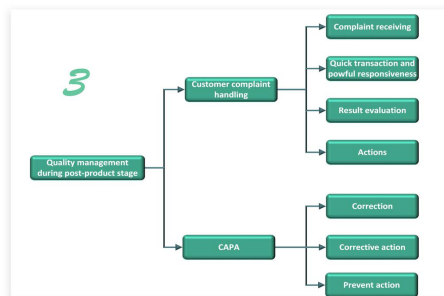 3
Quality management
during post-product stage
Customer complaint
handling
Complaint receiving
Quick transaction and
powful responsiveness
Result evaluation
Actions
CAPA
Correction
Corrective action
Prevent action